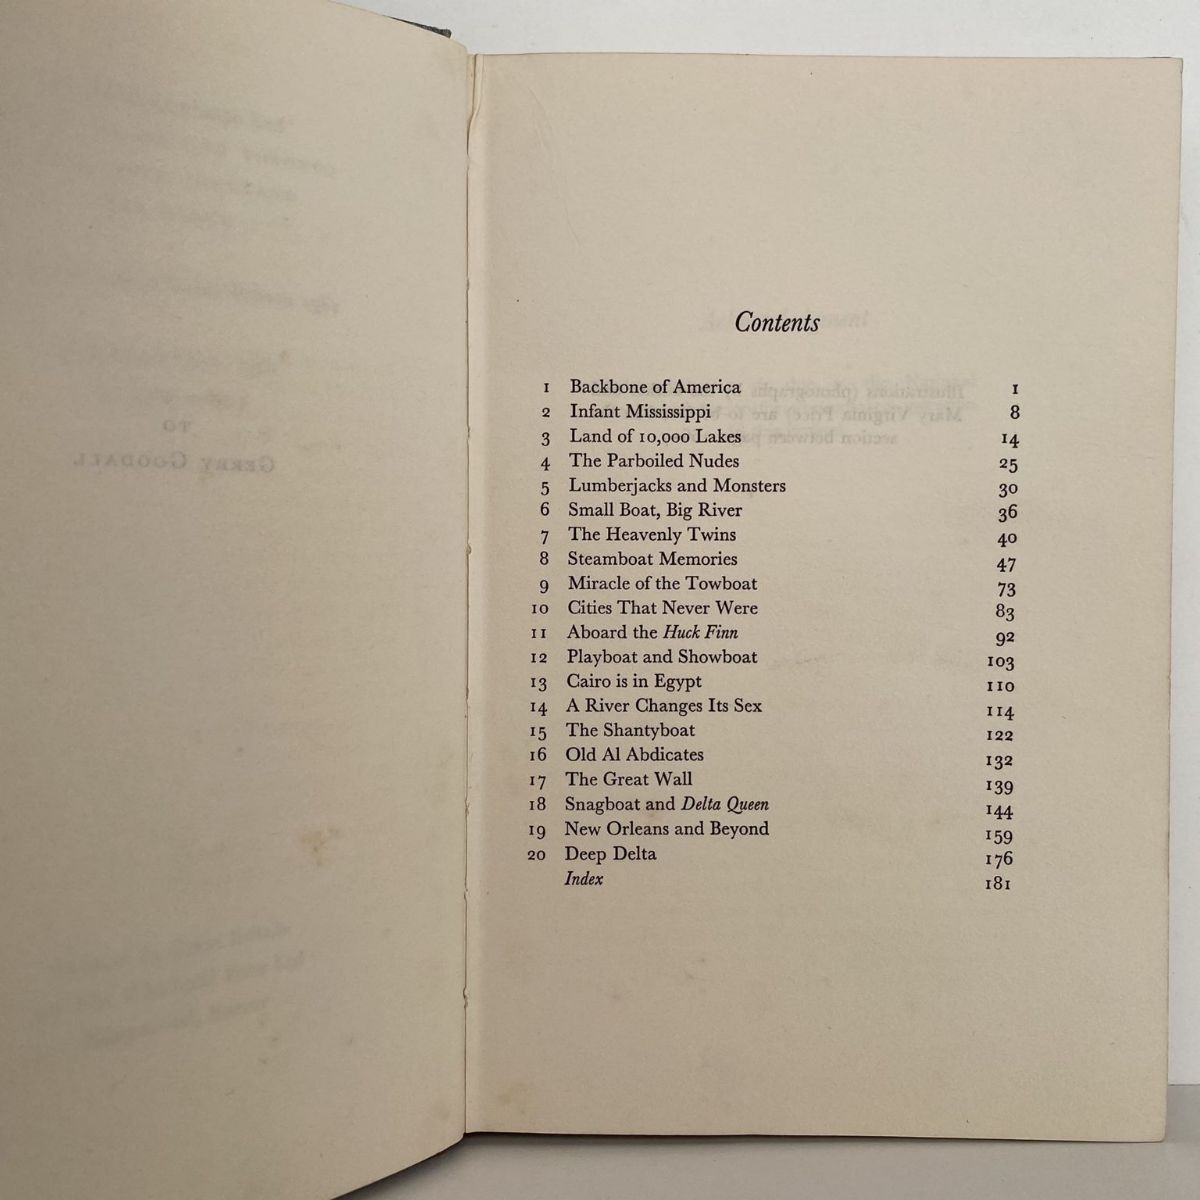 TO
GERRY GOODALL
Contents
1 Backbone of America 1
2 Infant Mississippi 8
3 Land of 10,000 Lakes 14
4 The Parboiled Nudes 25
5 Lumberjacks and Monsters 30
6 Small Boat, Big River 36
7 The Heavenly Twins 40
8 Steamboat Memories 47
9 Miracle of the Towboat 73
10 Cities That Never Were 83
11 Aboard the Huck Finn 92
12 Playboat and Showboat 103
13 Cairo is in Egypt 110
14 A River Changes Its Sex 114
15 The Shantyboat 122
16 Old Al Abdicates 132
17 The Great Wall 139
18 Snagboat and Delta Queen 144
19 New Orleans and Beyond 159
20 Deep Delta 176
Index 181